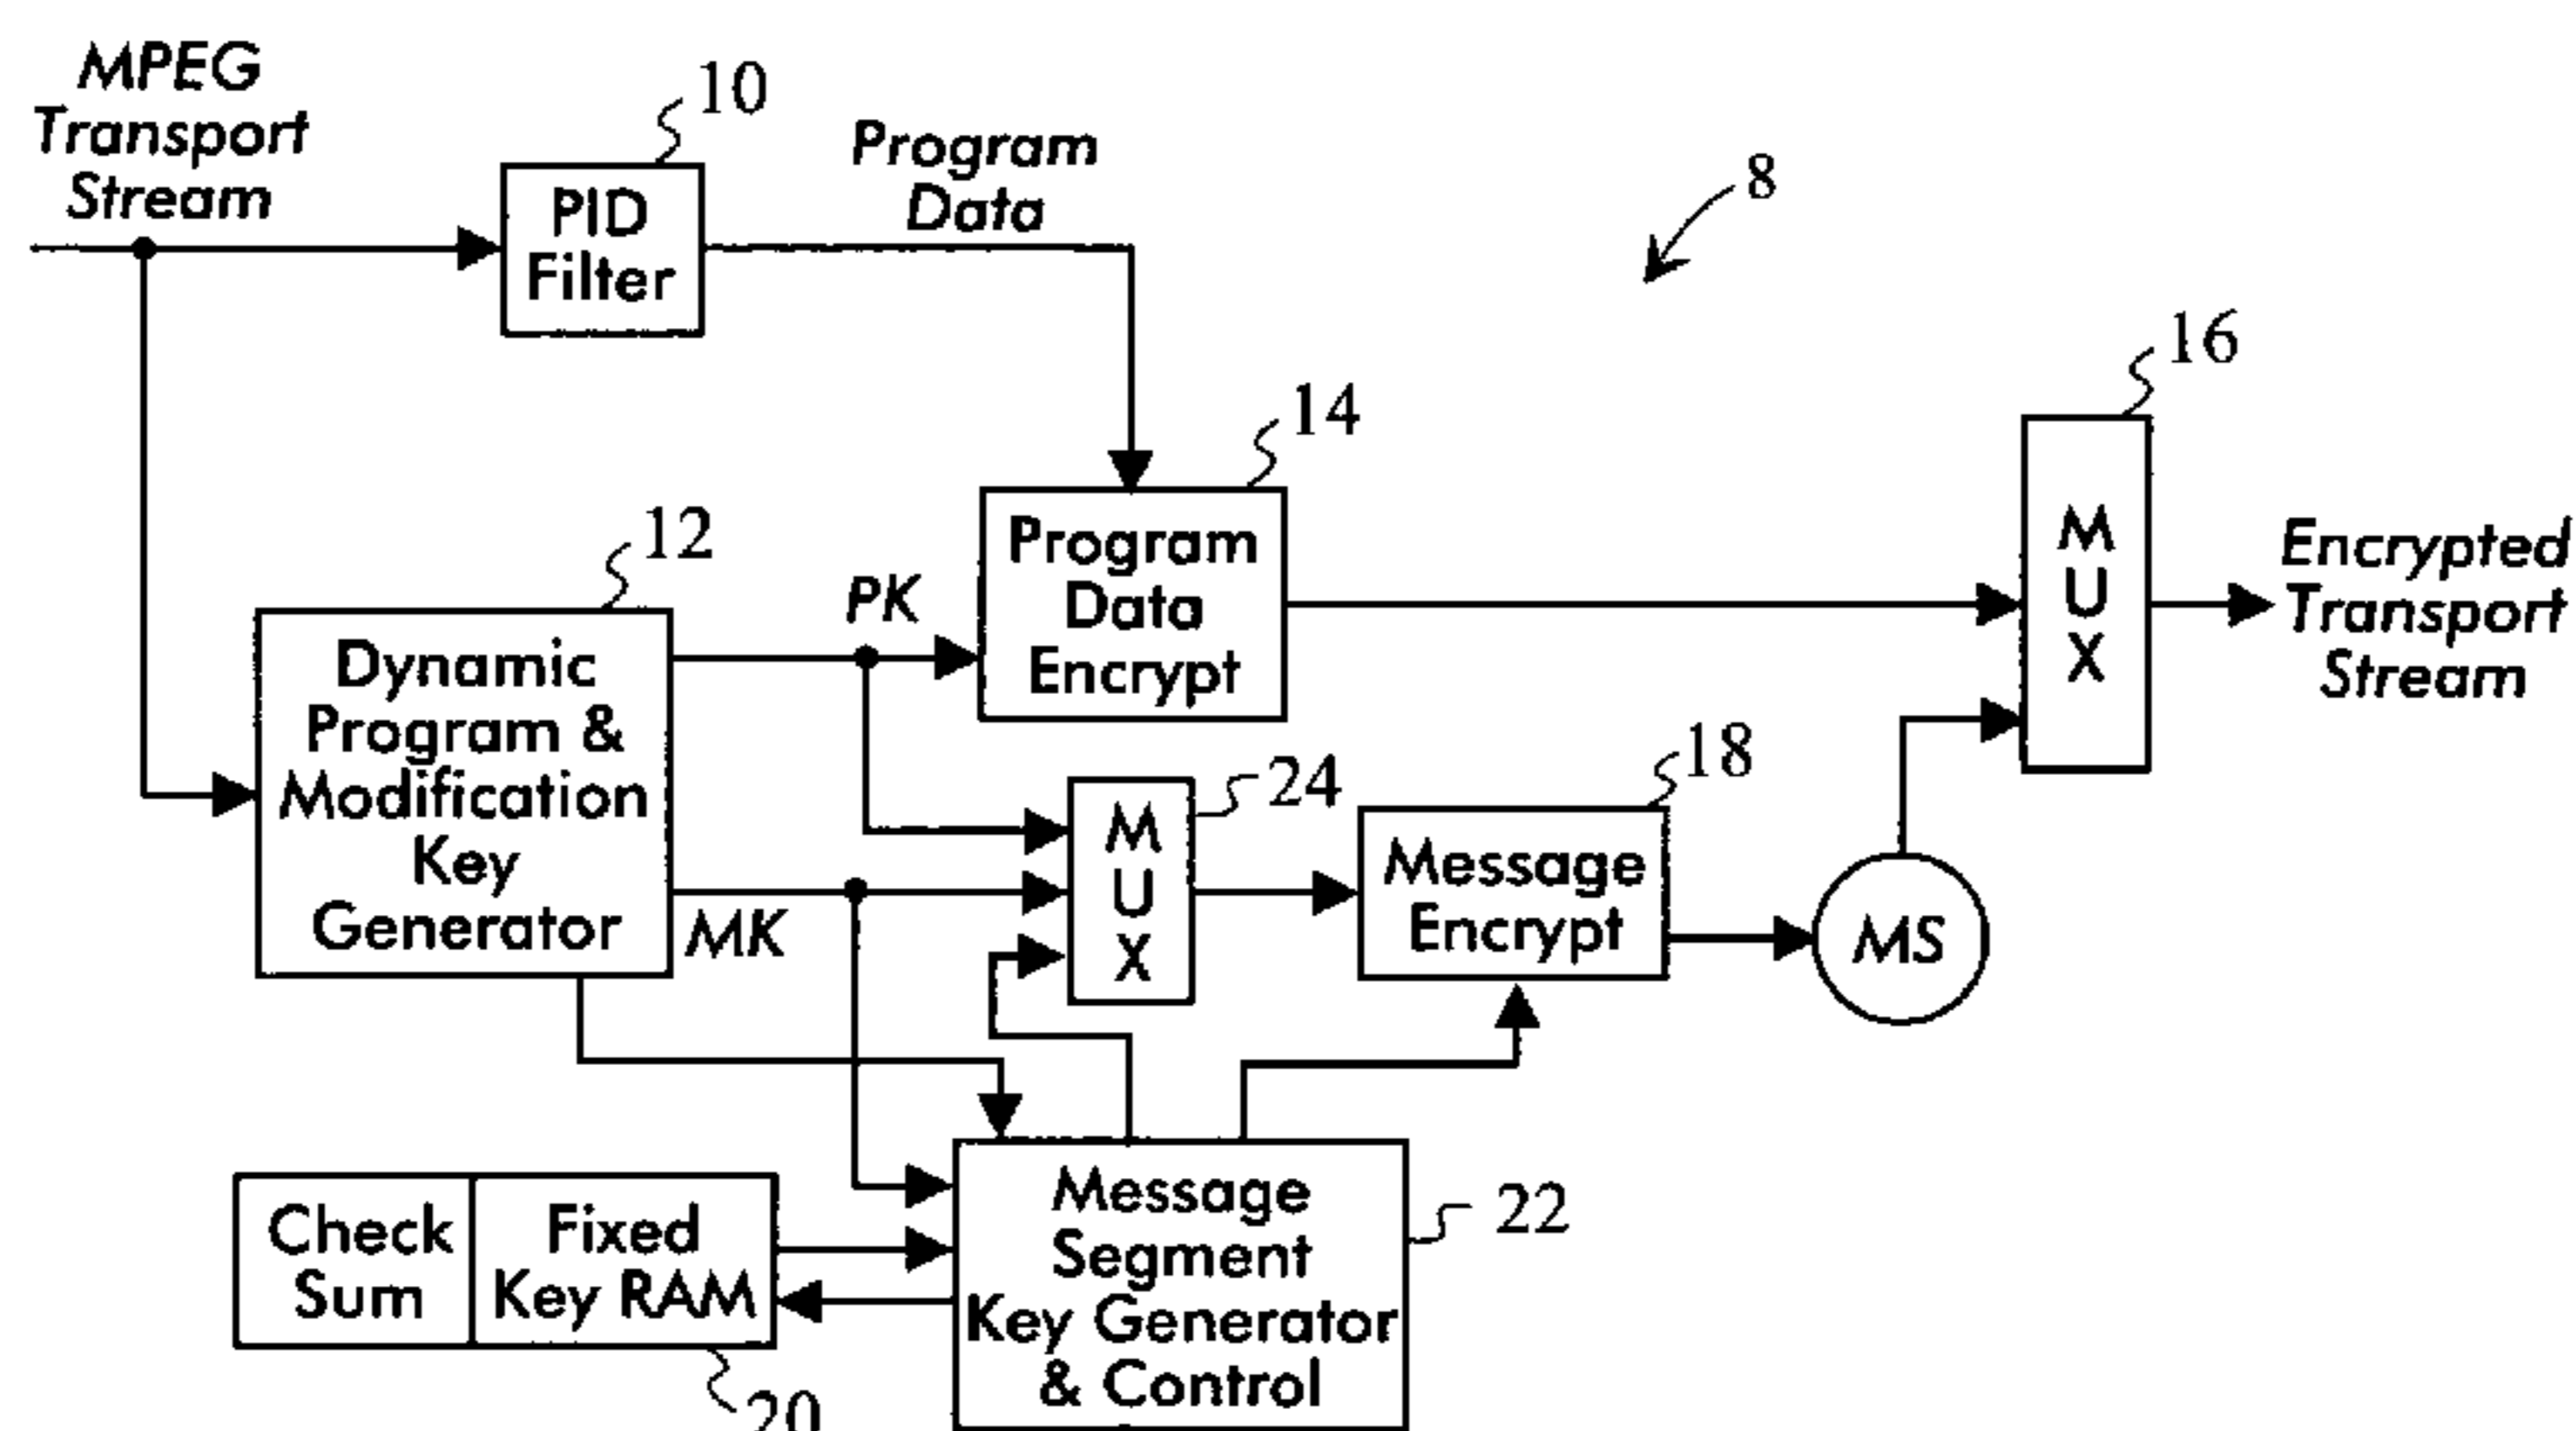 MPEG
Transport
Stream
10
PID
Filter
Program
Data
8
14
Program
Data
Encrypt
16
M
U
X
Encrypted
Transport
Stream
12
Dynamic
Program &
Modification
Key
Generator
PK
MK
24
M
U
X
18
Message
Encrypt
MS
Check
Sum
Fixed
Key RAM
20
Message
Segment
Key Generator
& Control
22